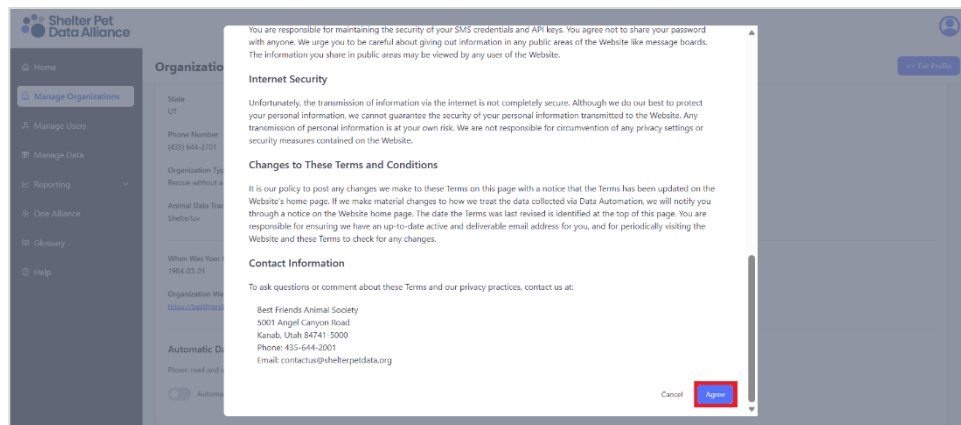 Shelter Pet
Data Alliance
Home
Manage Organizations
Manage Users
Manage Data
Reporting
One Alliance
Glossary
Help
Organizatio
<< Exit Profile
State
UT
Phone Number
(435) 644-2701
Organization Typ
Rescue without a
Animal Data Trac
Shelterluv
When Was Your
1984-03-01
Organization We
https://bestfriend
Automatic Da
Please read and a
Automa
You are responsible for maintaining the security of your SMS credentials and API keys. You agree not to share your password
with anyone. We urge you to be careful about giving out information in any public areas of the Website like message boards.
The information you share in public areas may be viewed by any user of the Website.
Internet Security
Unfortunately, the transmission of information via the internet is not completely secure. Although we do our best to protect
your personal information, we cannot guarantee the security of your personal information transmitted to the Website. Any
transmission of personal information is at your own risk. We are not responsible for circumvention of any privacy settings or
security measures contained on the Website.
Changes to These Terms and Conditions
It is our policy to post any changes we make to these Terms on this page with a notice that the Terms has been updated on the
Website's home page. If we make material changes to how we treat the data collected via Data Automation, we will notify you
through a notice on the Website home page. The date the Terms was last revised is identified at the top of this page. You are
responsible for ensuring we have an up-to-date active and deliverable email address for you, and for periodically visiting the
Website and these Terms to check for any changes.
Contact Information
To ask questions or comment about these Terms and our privacy practices, contact us at:
Best Friends Animal Society
5001 Angel Canyon Road
Kanab, Utah 84741-5000
Phone: 435-644-2001
Email: contactus@shelterpetdata.org
Cancel
Agree